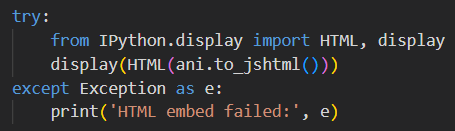 try:
    from IPython.display import HTML, display
    display(HTML(ani.to_jshtml()))
except Exception as e:
    print('HTML embed failed:', e)